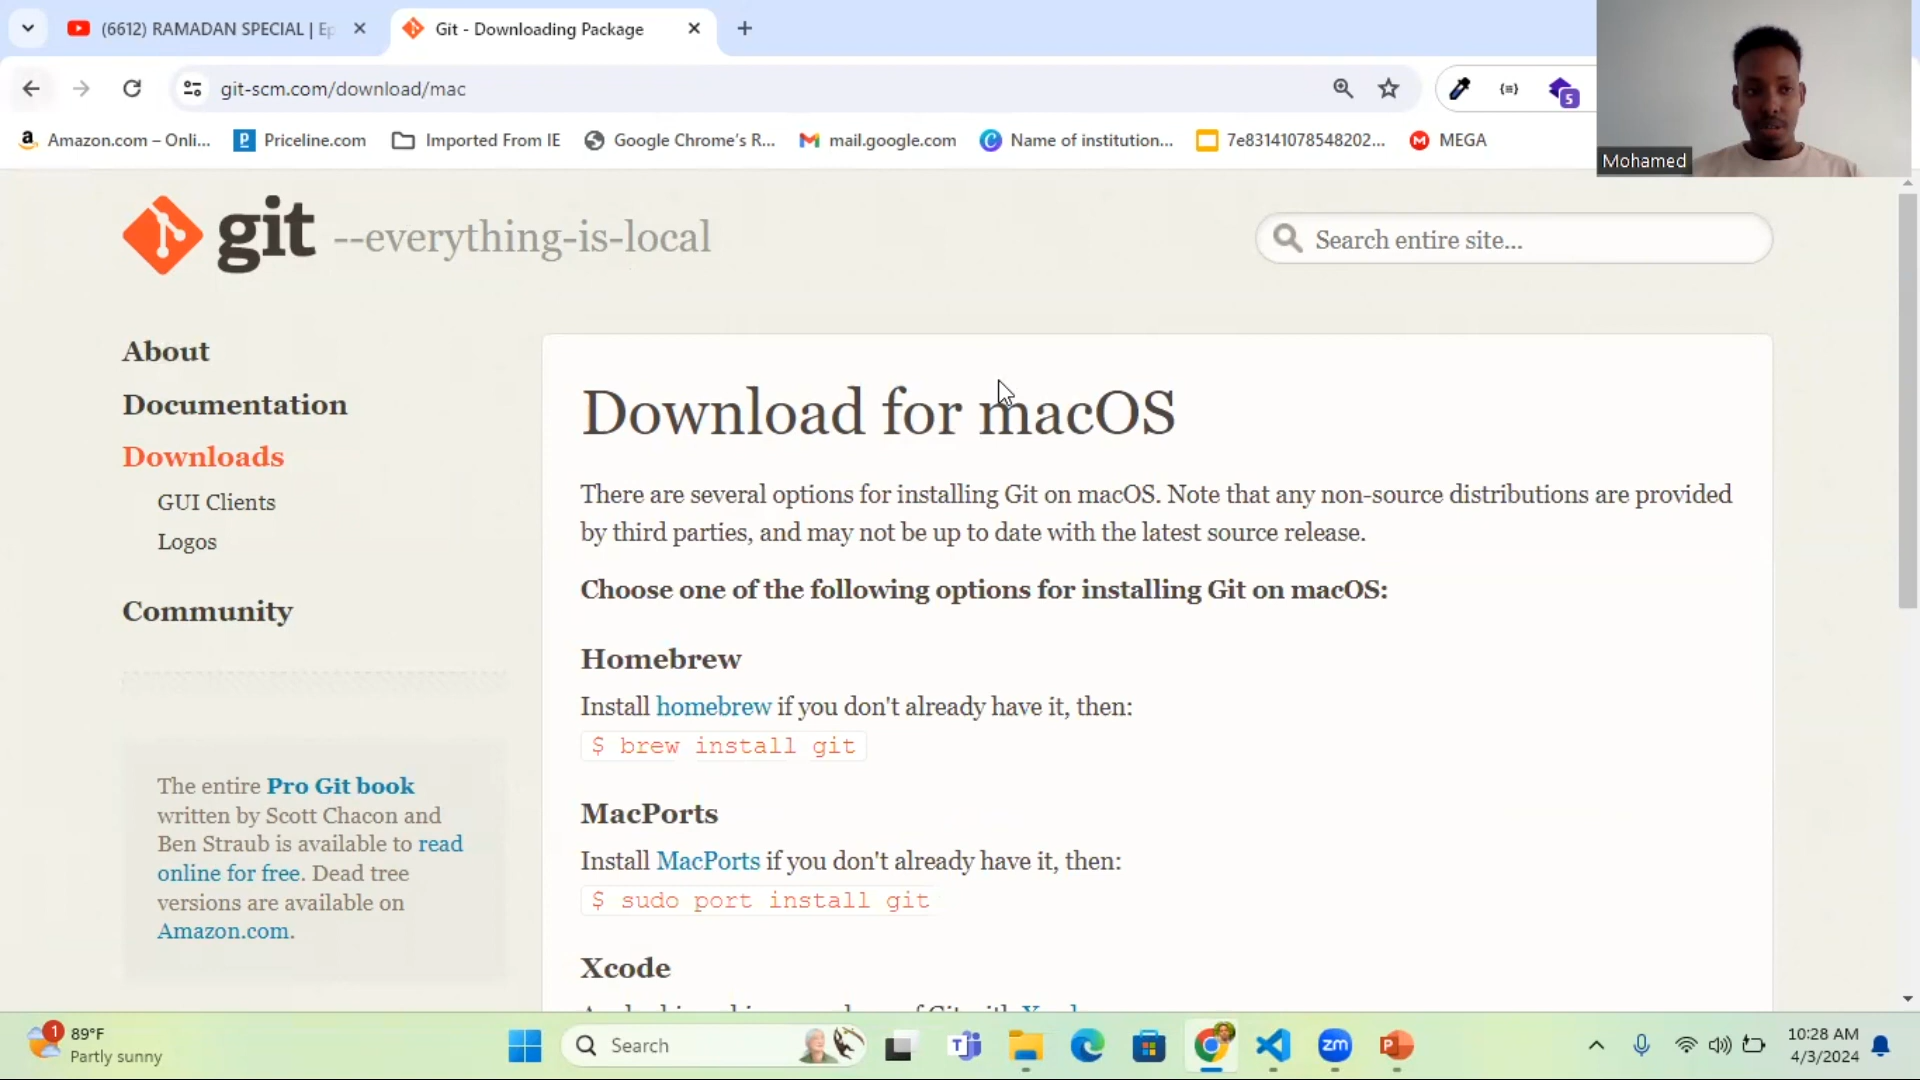 (6612) RAMADAN SPECIAL | Ep
Git - Downloading Package
git-scm.com/download/mac
5
Amazon.com – Onli...
Priceline.com
Imported From IE
Google Chrome's R...
mail.google.com
Name of institution...
7e83141078548202...
MEGA
Mohamed
git --everything-is-local
Search entire site...
About
Documentation
Downloads
GUI Clients
Logos
Community
The entire Pro Git book
written by Scott Chacon and
Ben Straub is available to read
online for free. Dead tree
versions are available on
Amazon.com.
Download for macOS
There are several options for installing Git on macOS. Note that any non-source distributions are provided
by third parties, and may not be up to date with the latest source release.
Choose one of the following options for installing Git on macOS:
Homebrew
Install homebrew if you don't already have it, then:
$ brew install git
MacPorts
Install MacPorts if you don't already have it, then:
$ sudo port install git
Xcode
1
89°F
Partly sunny
Search
zm
10:28 AM
4/3/2024